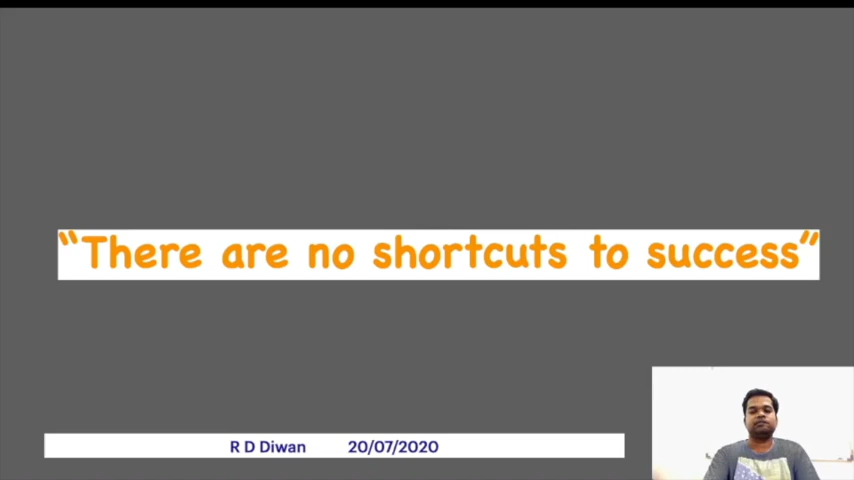 “There are no shortcuts to success”
R D Diwan 20/07/2020